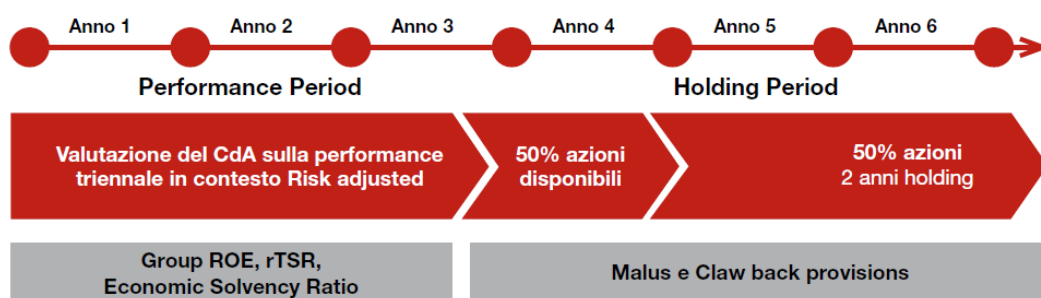 Anno 1 Anno 2 Anno 3 Anno 4 Anno 5 Anno 6
Performance Period Holding Period
Valutazione del CdA sulla performance
triennale in contesto Risk adjusted
50% azioni
disponibili
50% azioni
2 anni holding
Group ROE, rTSR,
Economic Solvency Ratio
Malus e Claw back provisions